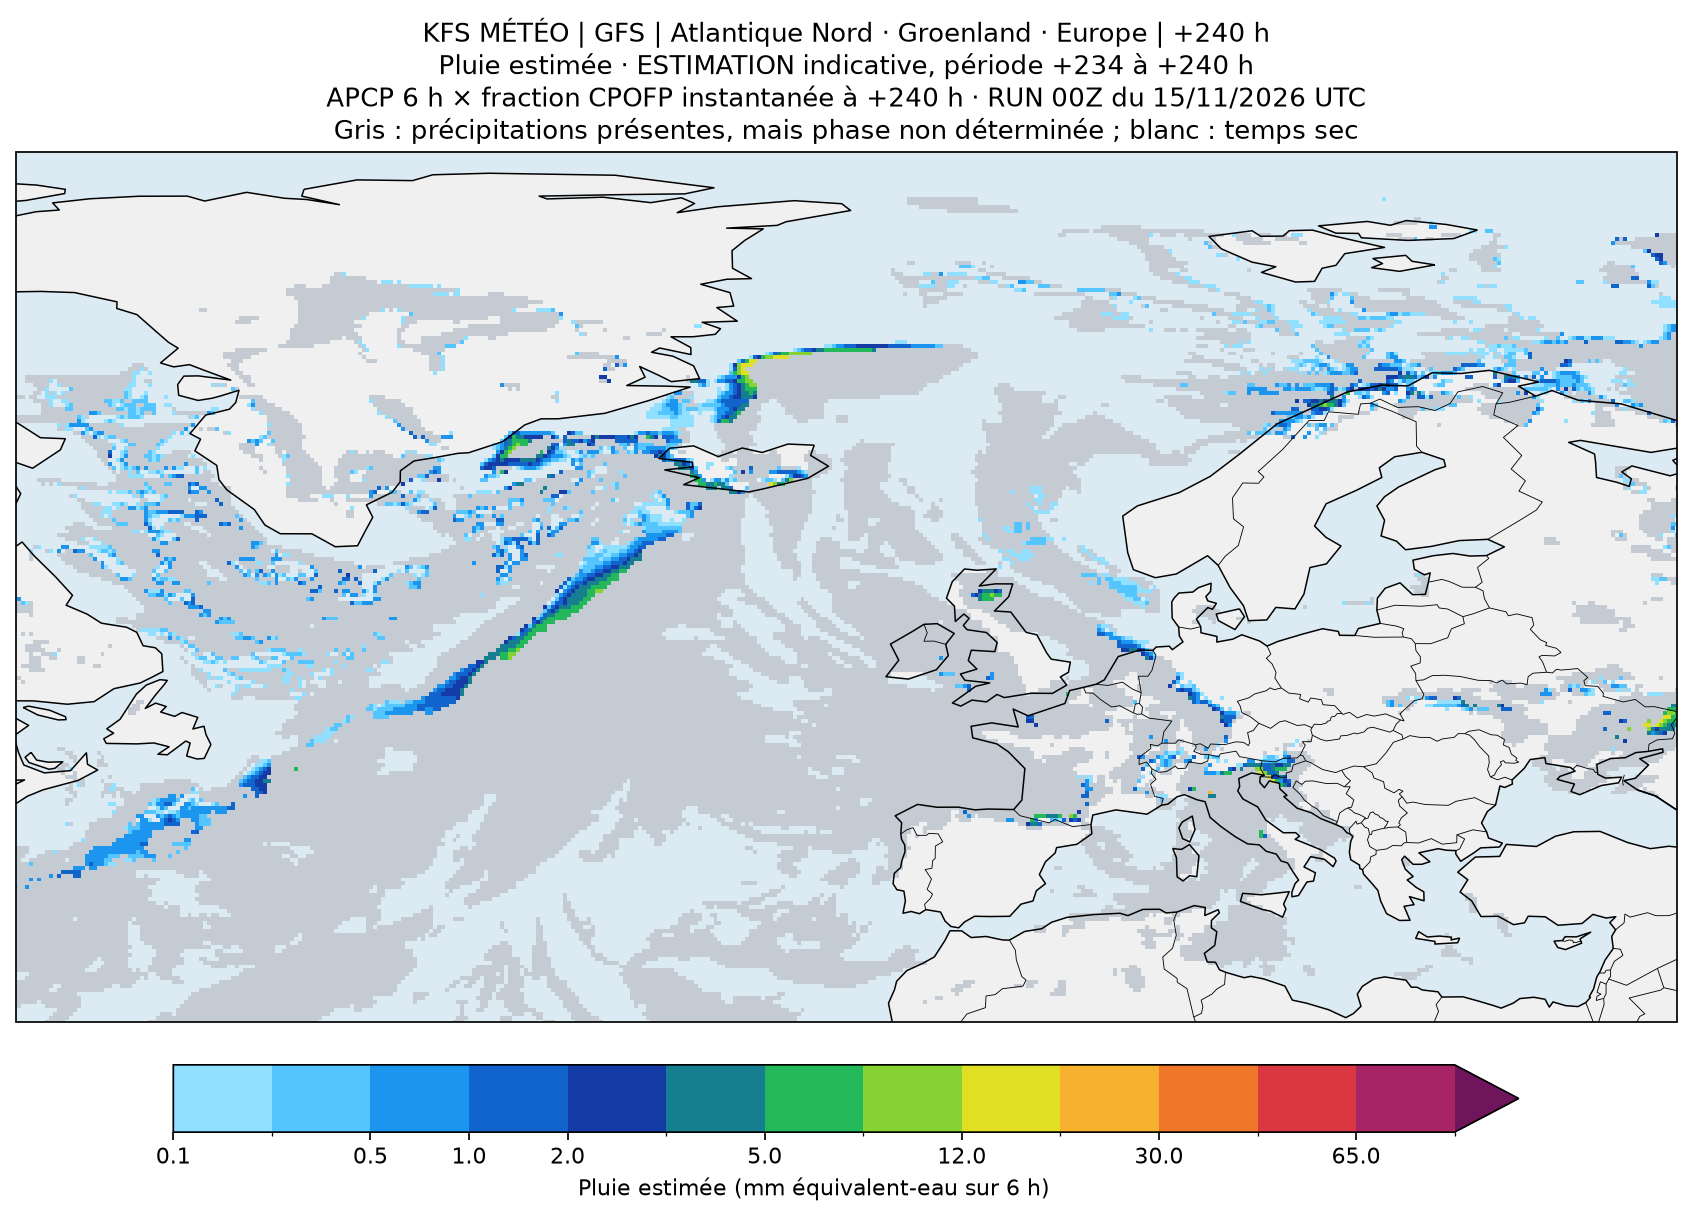 KFS MÉTÉO | GFS | Atlantique Nord · Groenland · Europe | +240 h
Pluie estimée · ESTIMATION indicative, période +234 à +240 h
APCP 6 h × fraction CPOFP instantanée à +240 h · RUN 00Z du 15/11/2026 UTC
Gris : précipitations présentes, mais phase non déterminée ; blanc : temps sec
0.1 0.5 1.0 2.0 5.0 12.0 30.0 65.0
Pluie estimée (mm équivalent-eau sur 6 h)